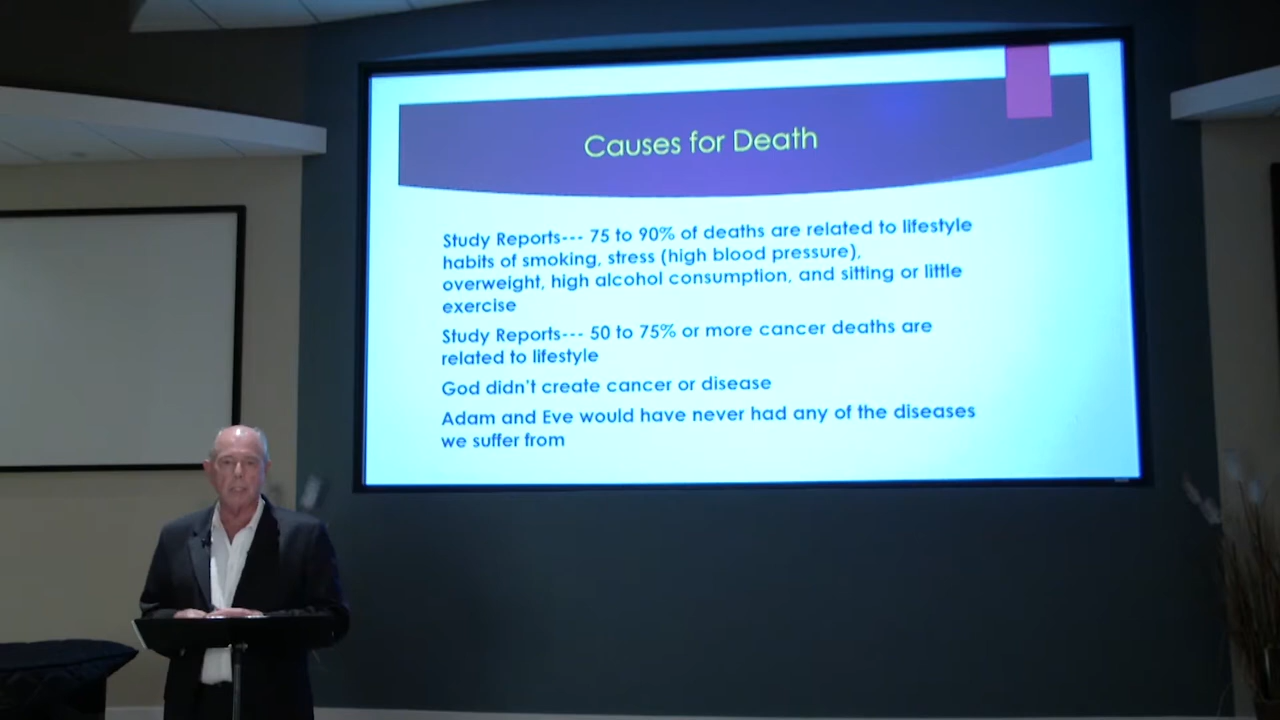 Causes for Death
Study Reports--- 75 to 90% of deaths are related to lifestyle
habits of smoking, stress (high blood pressure),
overweight, high alcohol consumption, and sitting or little
exercise
Study Reports--- 50 to 75% or more cancer deaths are
related to lifestyle
God didn't create cancer or disease
Adam and Eve would have never had any of the diseases
we suffer from